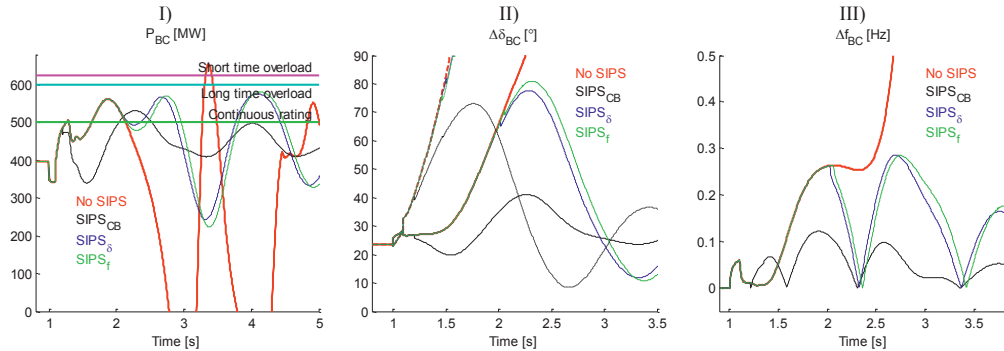 I)
P_BC [MW]
Short time overload
Long time overload
Continuous rating
600
500
400
300
200
100
0
No SIPS
SIPS_CB
SIPS_δ
SIPS_f
1 2 3 4 5
Time [s]
II)
Δδ_BC [°]
90
80
70
60
50
40
30
20
10
0
No SIPS
SIPS_CB
SIPS_δ
SIPS_f
1 1.5 2 2.5 3 3.5
Time [s]
III)
Δf_BC [Hz]
0.5
0.4
0.3
0.2
0.1
0
No SIPS
SIPS_CB
SIPS_δ
SIPS_f
1 1.5 2 2.5 3 3.5
Time [s]